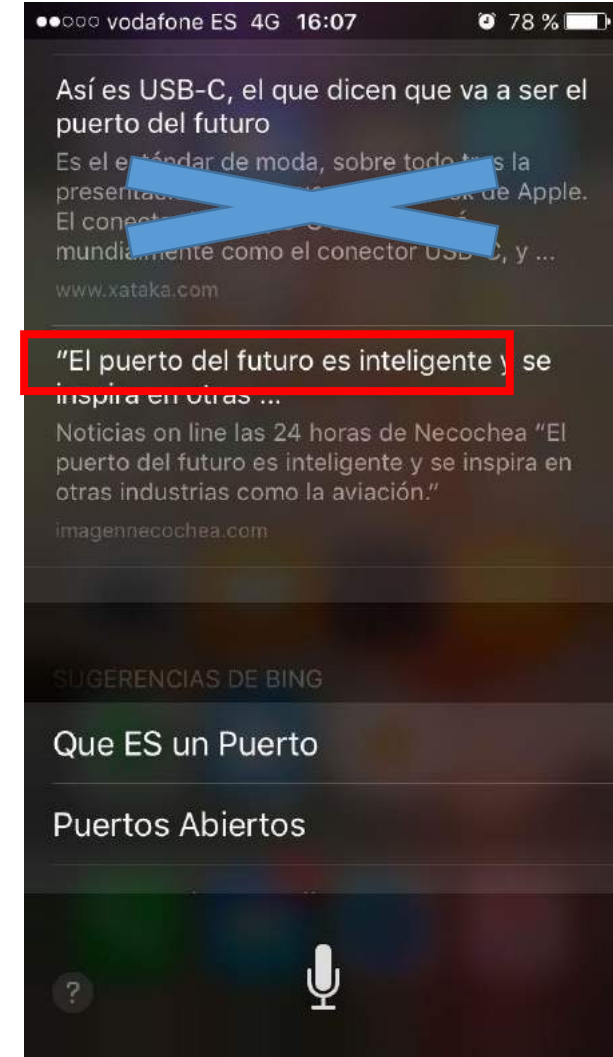 vodafone ES 4G 16:07 78 %
Así es USB-C, el que dicen que va a ser el
puerto del futuro
Es el estándar de moda, sobre todo tras la
de Apple.
El
mundialmente como el conector USB-C, y ...
www.xataka.com
"El puerto del futuro es inteligente y se
inspira en otras ...
Noticias on line las 24 horas de Necochea "El
puerto del futuro es inteligente y se inspira en
otras industrias como la aviación."
imagennecochea.com
SUGERENCIAS DE BING
Que ES un Puerto
Puertos Abiertos
?